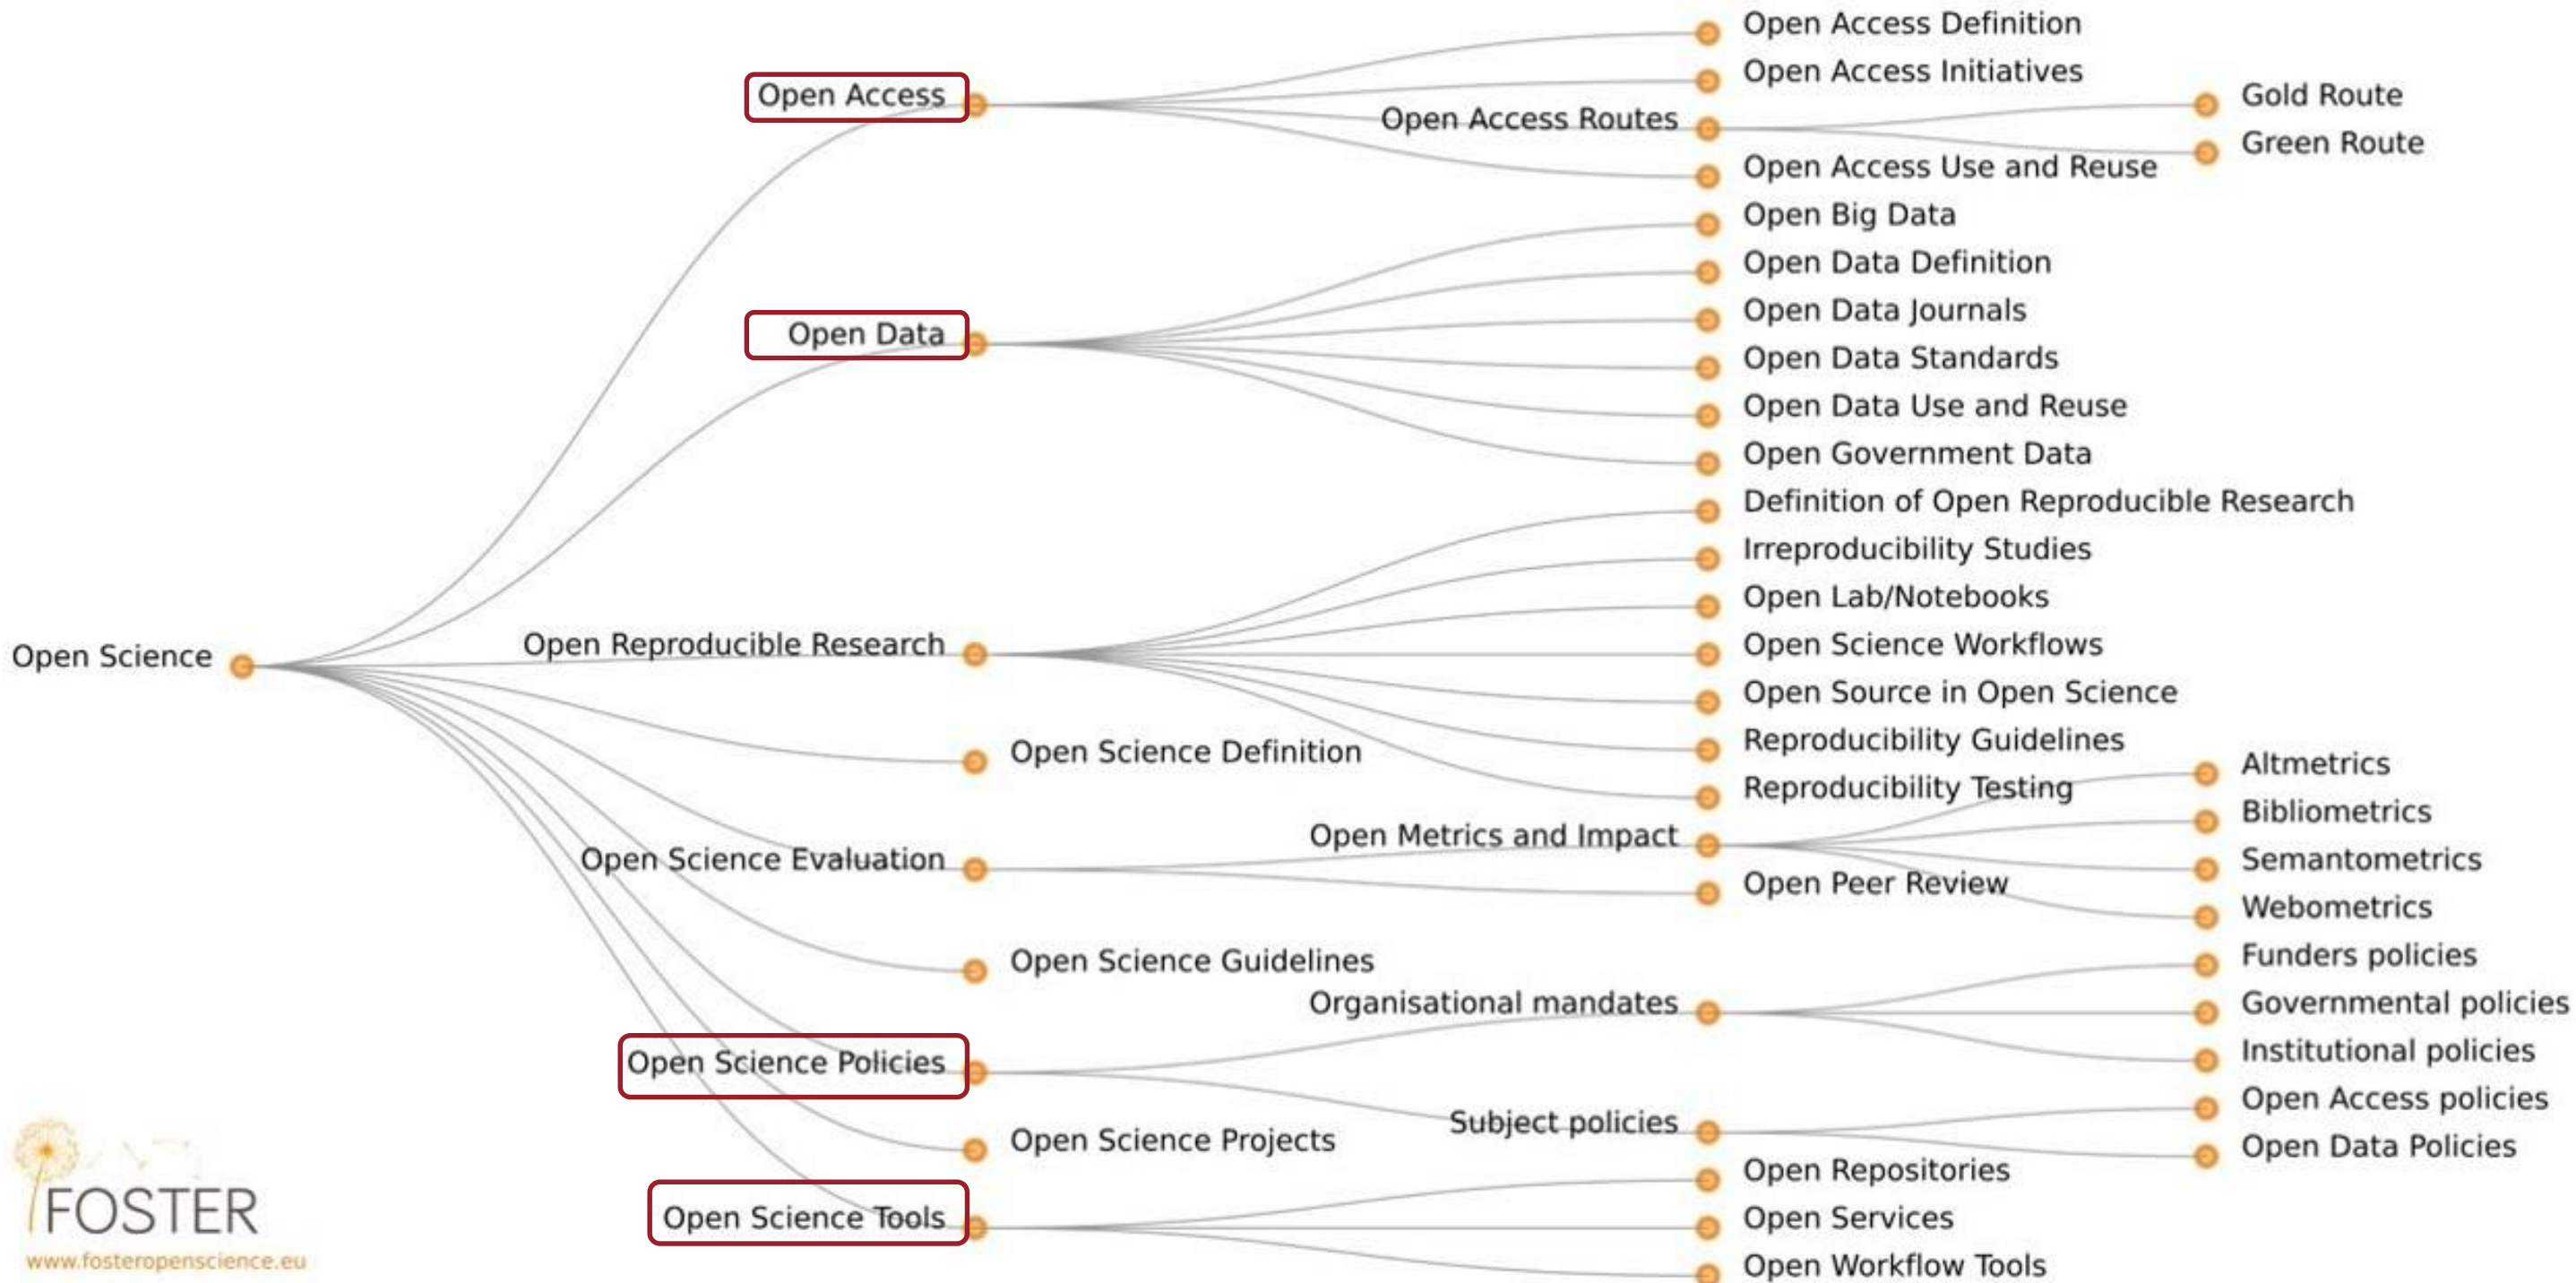 Open Science
Open Access
Open Access Definition
Open Access Initiatives
Open Access Routes
Gold Route
Green Route
Open Access Use and Reuse
Open Data
Open Big Data
Open Data Definition
Open Data Journals
Open Data Standards
Open Data Use and Reuse
Open Government Data
Open Reproducible Research
Definition of Open Reproducible Research
Irreproducibility Studies
Open Lab/Notebooks
Open Science Workflows
Open Source in Open Science
Reproducibility Guidelines
Reproducibility Testing
Open Science Definition
Open Science Evaluation
Open Metrics and Impact
Altmetrics
Bibliometrics
Semantometrics
Webometrics
Open Peer Review
Open Science Guidelines
Open Science Policies
Organisational mandates
Funders policies
Governmental policies
Institutional policies
Subject policies
Open Access policies
Open Data Policies
Open Science Projects
Open Science Tools
Open Repositories
Open Services
Open Workflow Tools
FOSTER
www.fosteropenscience.eu